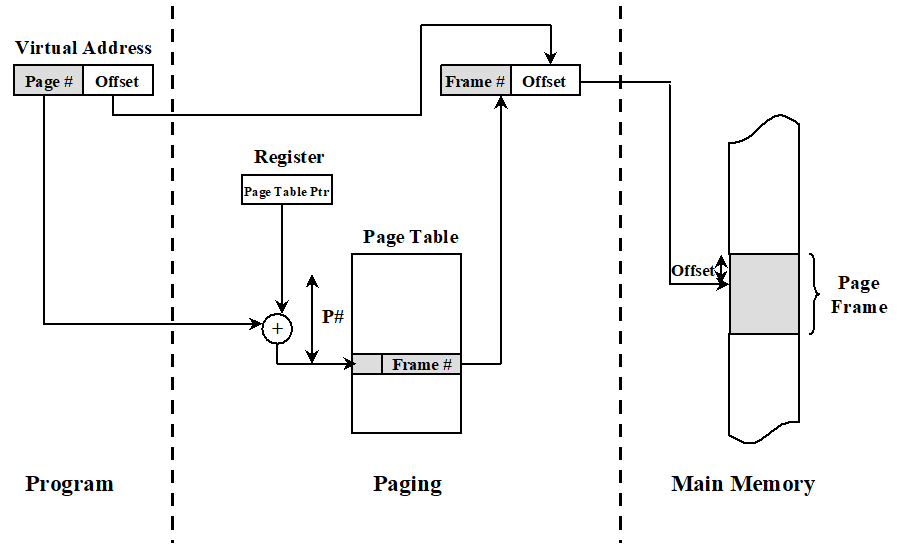 Virtual Address
Page #
Offset
Frame #
Offset
Register
Page Table Ptr
Page Table
P#
+
Frame #
Offset
Page
Frame
Program
Paging
Main Memory